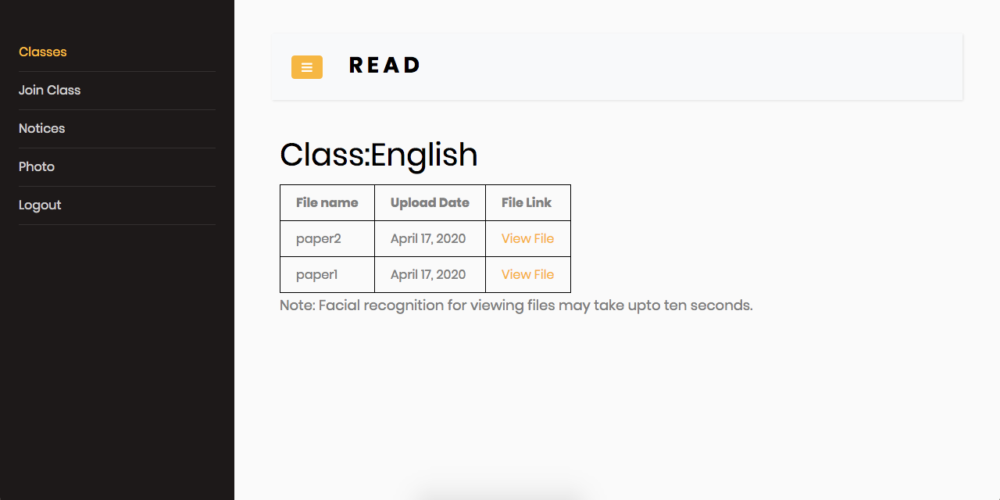 Classes
Join Class
Notices
Photo
Logout
READ
Class:English
File name Upload Date File Link
paper2 April 17, 2020 View File
paper1 April 17, 2020 View File
Note: Facial recognition for viewing files may take upto ten seconds.